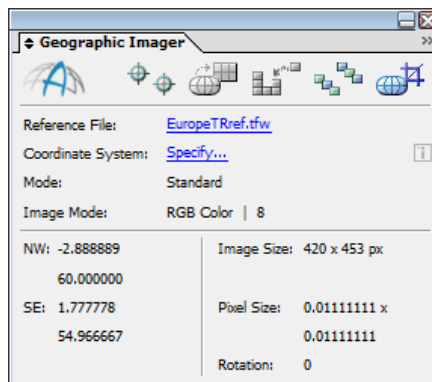 Geographic Imager
Reference File: EuropeTRref.tfw
Coordinate System: Specify...
Mode: Standard
Image Mode: RGB Color | 8
NW: -2.888889 Image Size: 420 x 453 px
60.000000
SE: 1.777778 Pixel Size: 0.01111111 x
54.966667 0.01111111
Rotation: 0